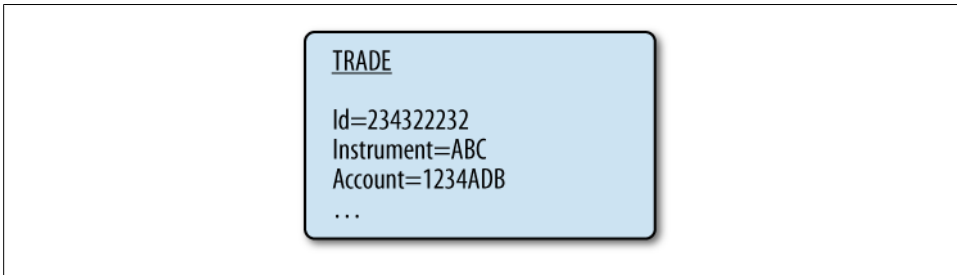 TRADE
Id=234322232
Instrument=ABC
Account=1234ADB
...